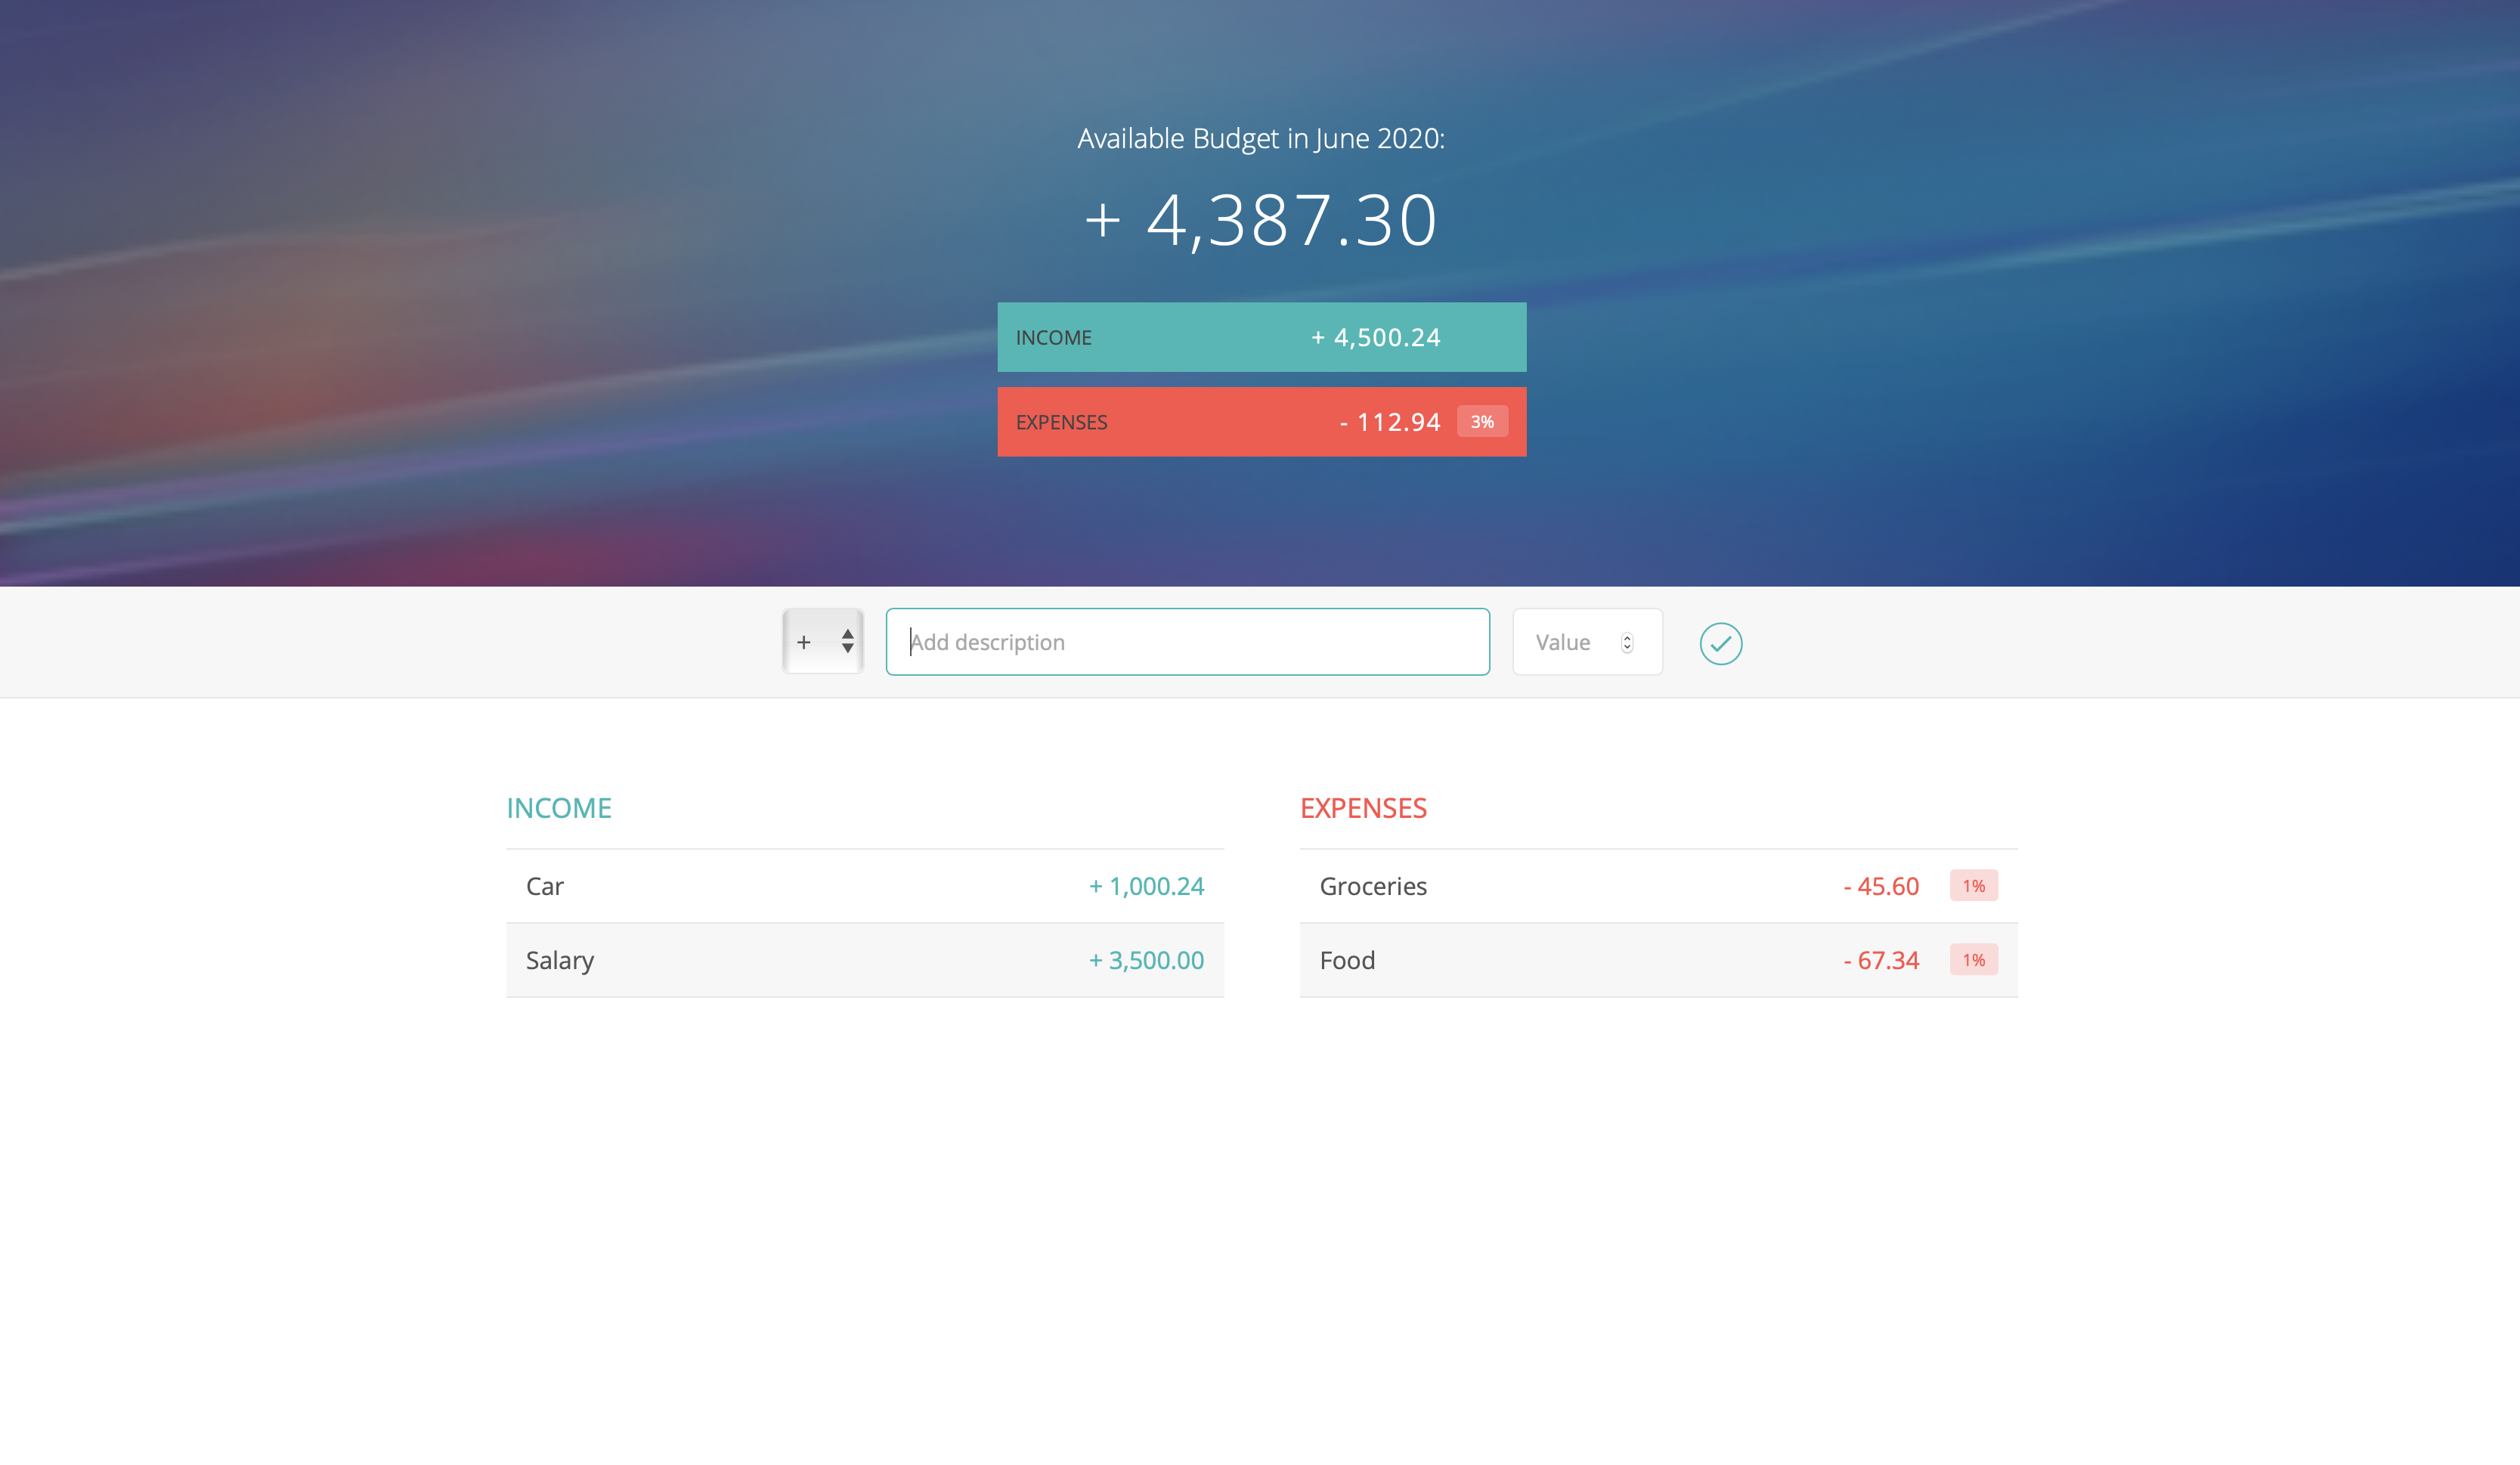 Available Budget in June 2020:
+ 4,387.30
INCOME + 4,500.24
EXPENSES - 112.94 3%
+ Add description Value
INCOME
Car + 1,000.24
Salary + 3,500.00
EXPENSES
Groceries - 45.60 1%
Food - 67.34 1%